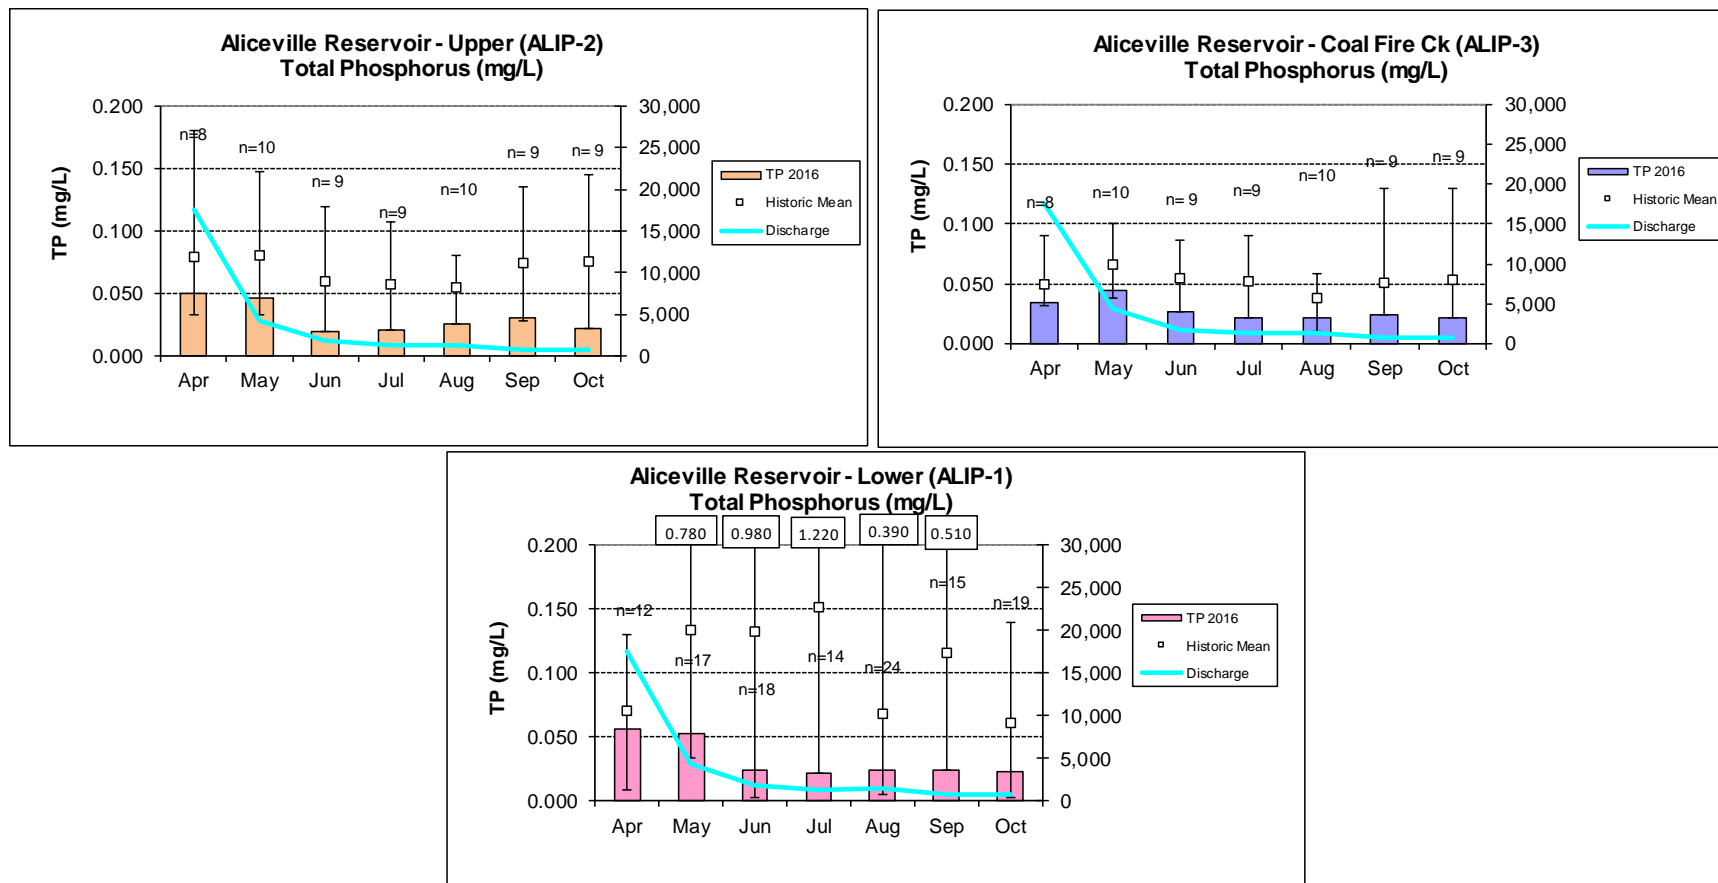 Aliceville Reservoir - Upper (ALIP-2)
Total Phosphorus (mg/L)
TP (mg/L)
0.200
0.150
0.100
0.050
0.000
30,000
25,000
20,000
15,000
10,000
5,000
0
n=8
n=10
n= 9
n=9
n=10
n= 9
n= 9
Apr May Jun Jul Aug Sep Oct
TP 2016
Historic Mean
Discharge
Aliceville Reservoir - Coal Fire Ck (ALIP-3)
Total Phosphorus (mg/L)
TP (mg/L)
0.200
0.150
0.100
0.050
0.000
30,000
25,000
20,000
15,000
10,000
5,000
0
n=8
n=10
n= 9
n=9
n=10
n= 9
n= 9
Apr May Jun Jul Aug Sep Oct
TP 2016
Historic Mean
Discharge
Aliceville Reservoir - Lower (ALIP-1)
Total Phosphorus (mg/L)
TP (mg/L)
0.200
0.150
0.100
0.050
0.000
30,000
25,000
20,000
15,000
10,000
5,000
0
0.780 0.980 1.220 0.390 0.510
n=12
n=17
n=18
n=14
n=24
n=15
n=19
Apr May Jun Jul Aug Sep Oct
TP 2016
Historic Mean
Discharge